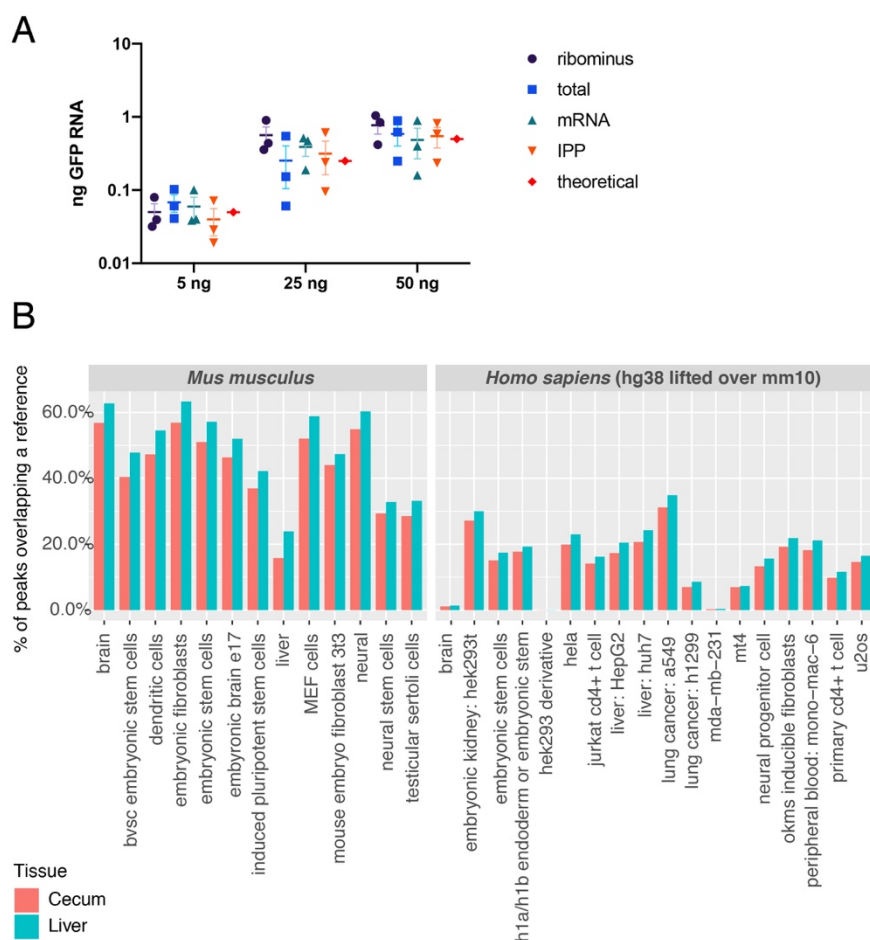 A
10
1
0.1
0.01
ng GFP RNA
5 ng
25 ng
50 ng
ribominus
total
mRNA
IPP
theoretical
B
Mus musculus
Homo sapiens (hg38 lifted over mm10)
% of peaks overlapping a reference
60.0%
40.0%
20.0%
0.0%
brain
bvsc embryonic stem cells
dendritic cells
embryonic fibroblasts
embryonic stem cells
embyronic brain e17
induced pluripotent stem cells
liver
MEF cells
mouse embryo fibroblast 3t3
neural
neural stem cells
testicular sertoli cells
brain
embryonic kidney: hek293t
embryonic stem cells
h1a/h1b endoderm or embryonic stem
hek293 derivative
hela
jurkat cd4+ t cell
liver: HepG2
liver: huh7
lung cancer: a549
lung cancer: h1299
mda-mb-231
mt4
neural progenitor cell
okms inducible fibroblasts
peripheral blood: mono-mac-6
primary cd4+ t cell
u2os
Tissue
Cecum
Liver